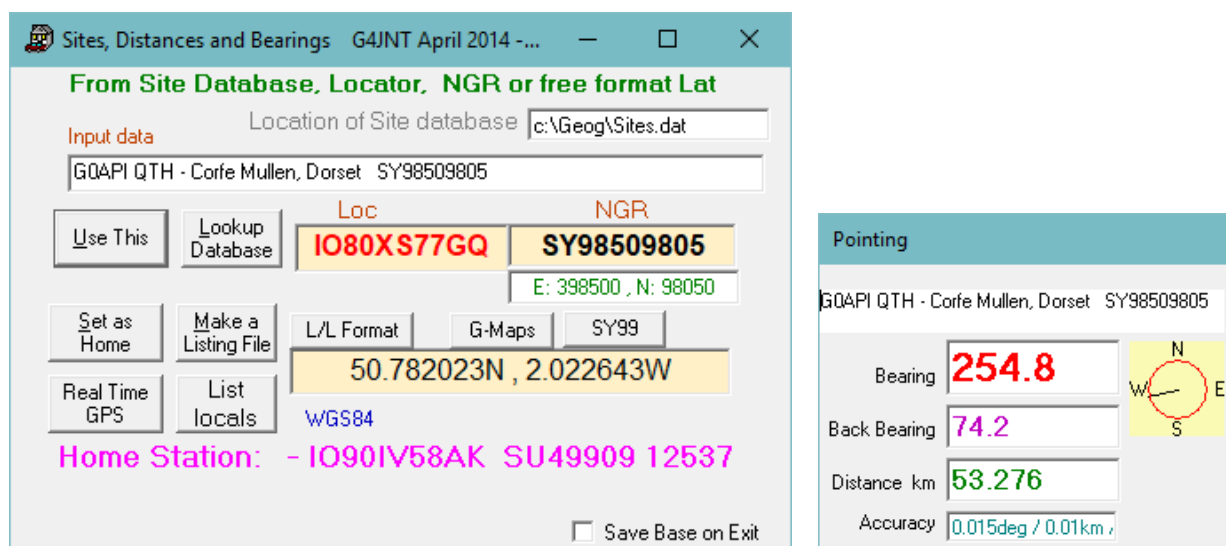 Sites, Distances and Bearings G4JNT April 2014 -...
From Site Database, Locator, NGR or free format Lat
Location of Site database c:\Geog\Sites.dat
Input data
G0API QTH - Corfe Mullen, Dorset SY98509805
Loc NGR
Use This
Lookup
Database
IO80XS77GQ SY98509805
E: 398500 , N: 98050
Set as
Home
Make a
Listing File
L/L Format G-Maps SY99
50.782023N , 2.022643W
Real Time
GPS
List
locals
WGS84
Home Station: - IO90IV58AK SU49909 12537
Save Base on Exit
Pointing
G0API QTH - Corfe Mullen, Dorset SY98509805
Bearing 254.8
N
W E
S
Back Bearing 74.2
Distance km 53.276
Accuracy 0.015deg / 0.01km /